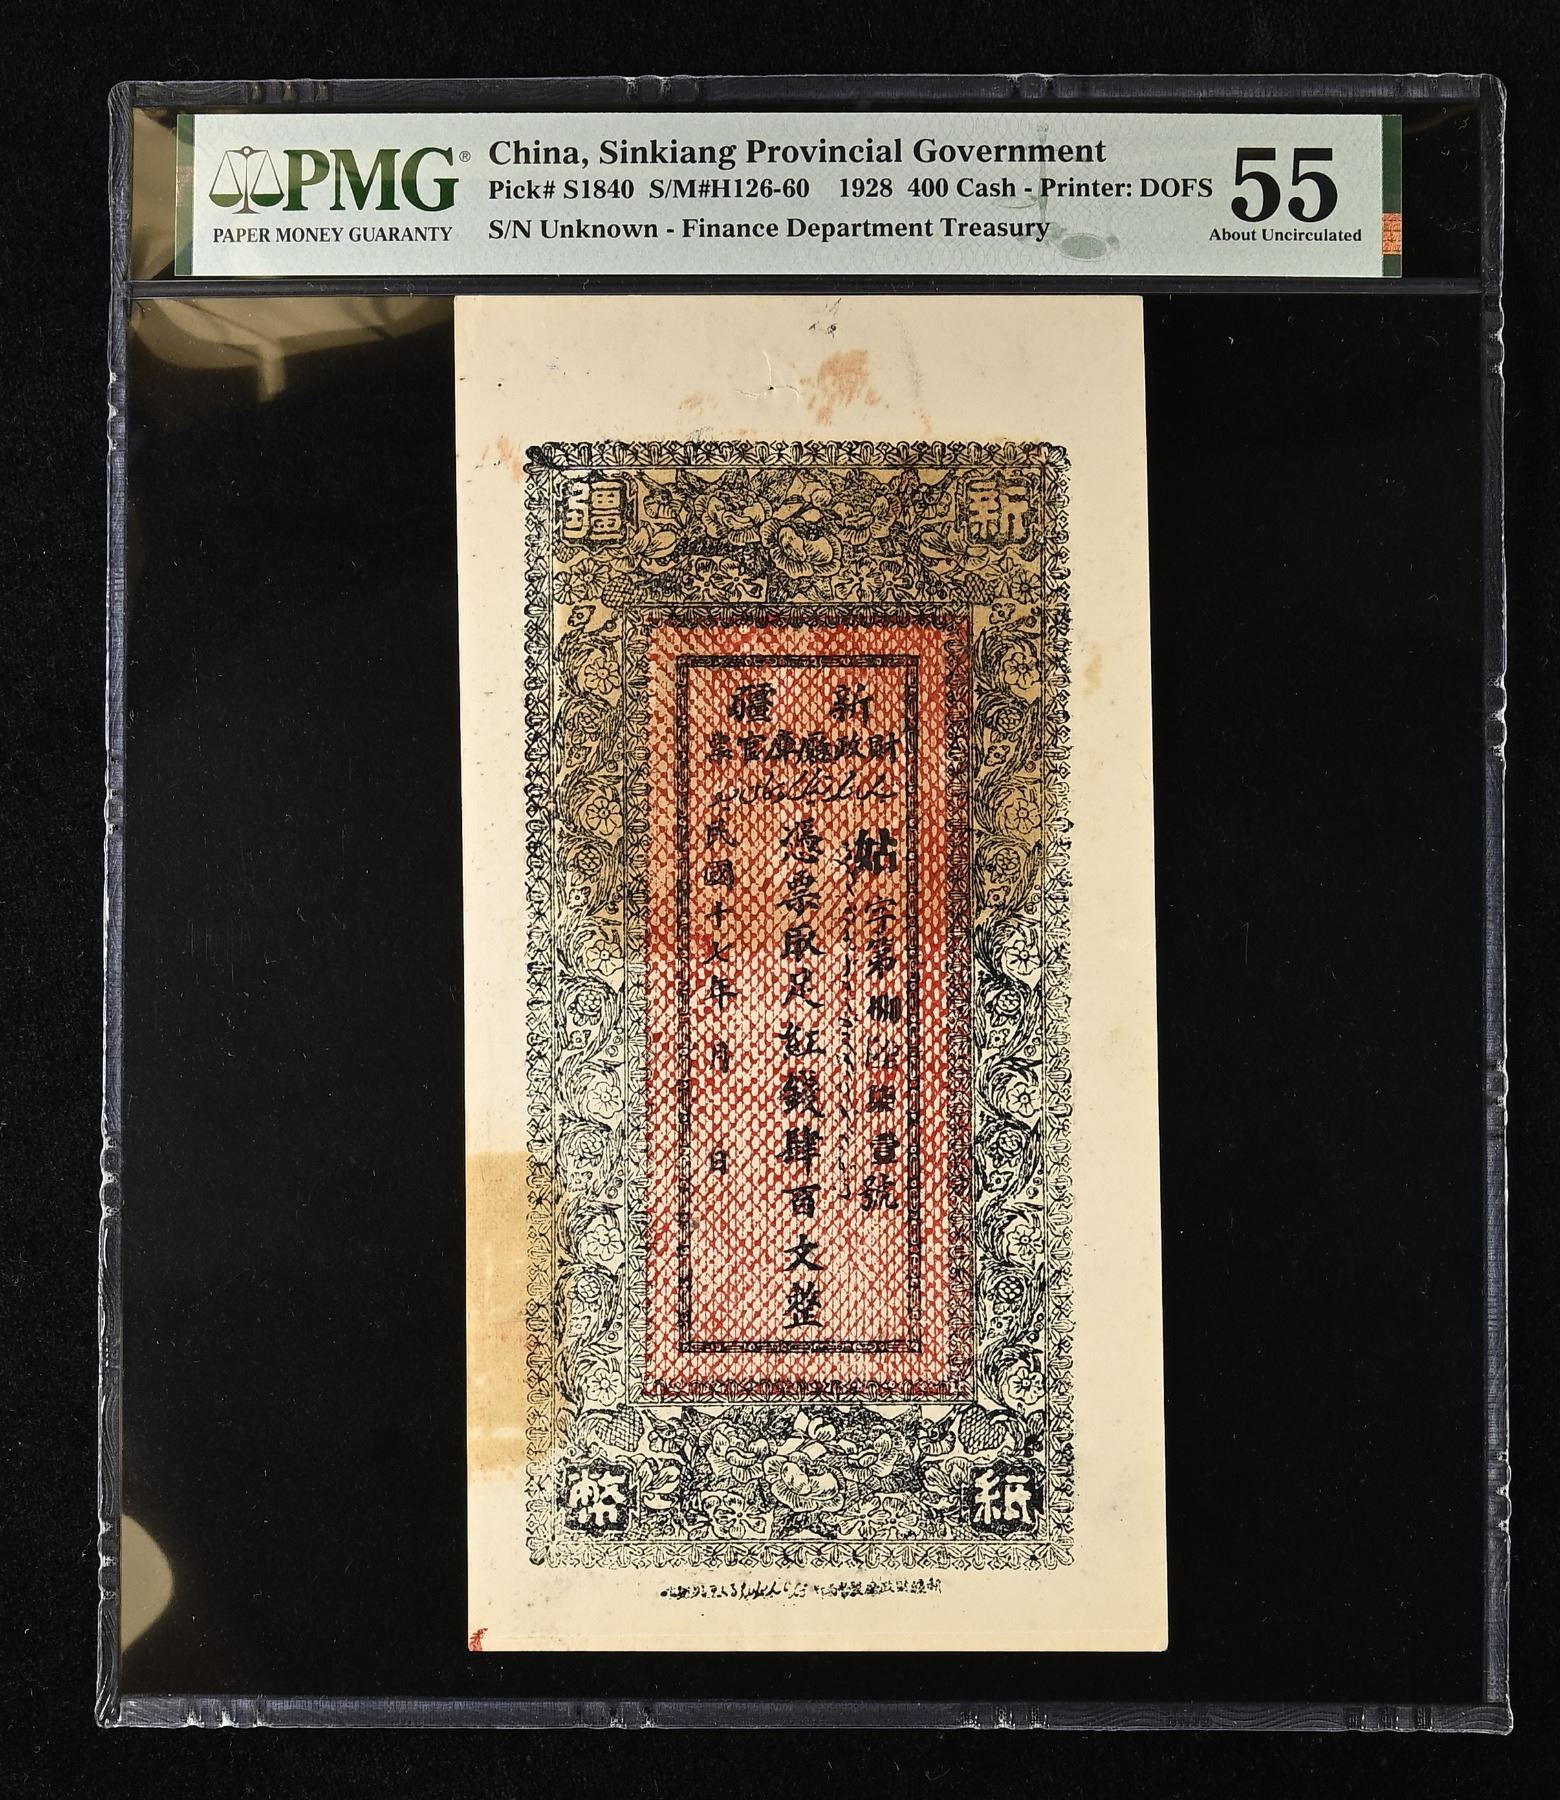 PMG®
PAPER MONEY GUARANTY
China, Sinkiang Provincial Government
Pick# S1840 S/M#H126-60 1928 400 Cash - Printer: DOFS
S/N Unknown - Finance Department Treasury
55
About Uncirculated
新疆
新疆
財政廳庫官票
姑字第捌 號
憑票取足紅錢肆百文整
民國十七年 月 日
紙幣